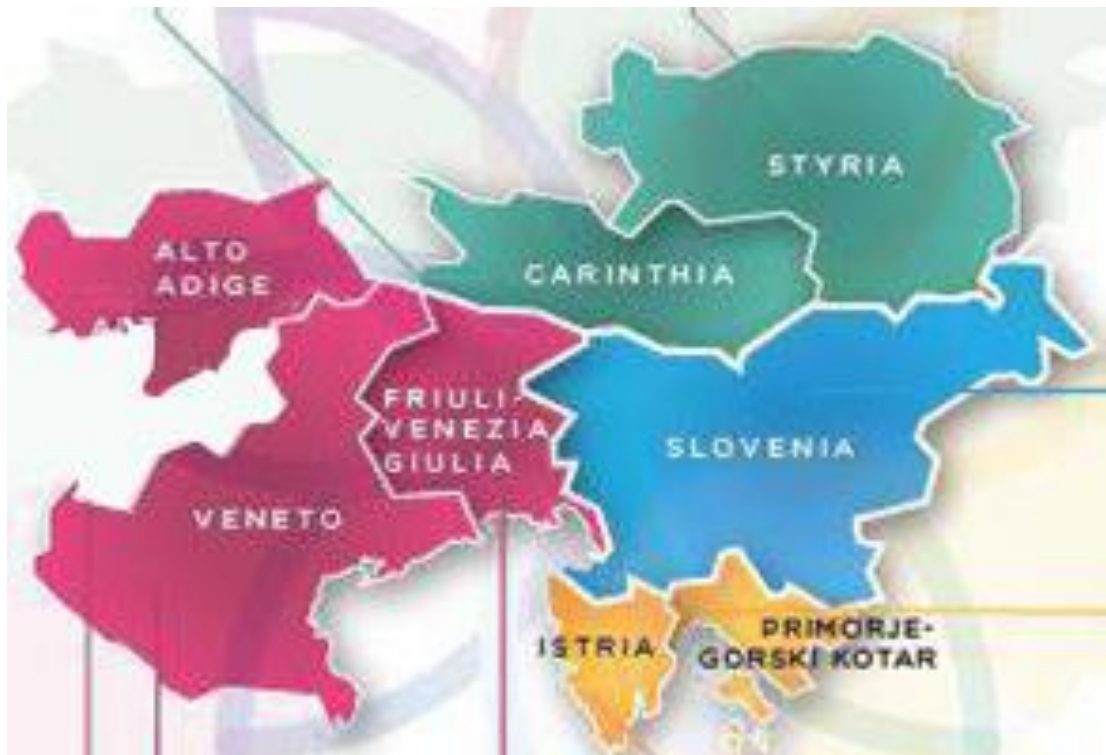 STYRIA
ALTO
ADIGE
CARINTHIA
FRIULI-
VENEZIA
GIULIA
SLOVENIA
VENETO
ISTRIA
PRIMORJE-
GORSKI KOTAR